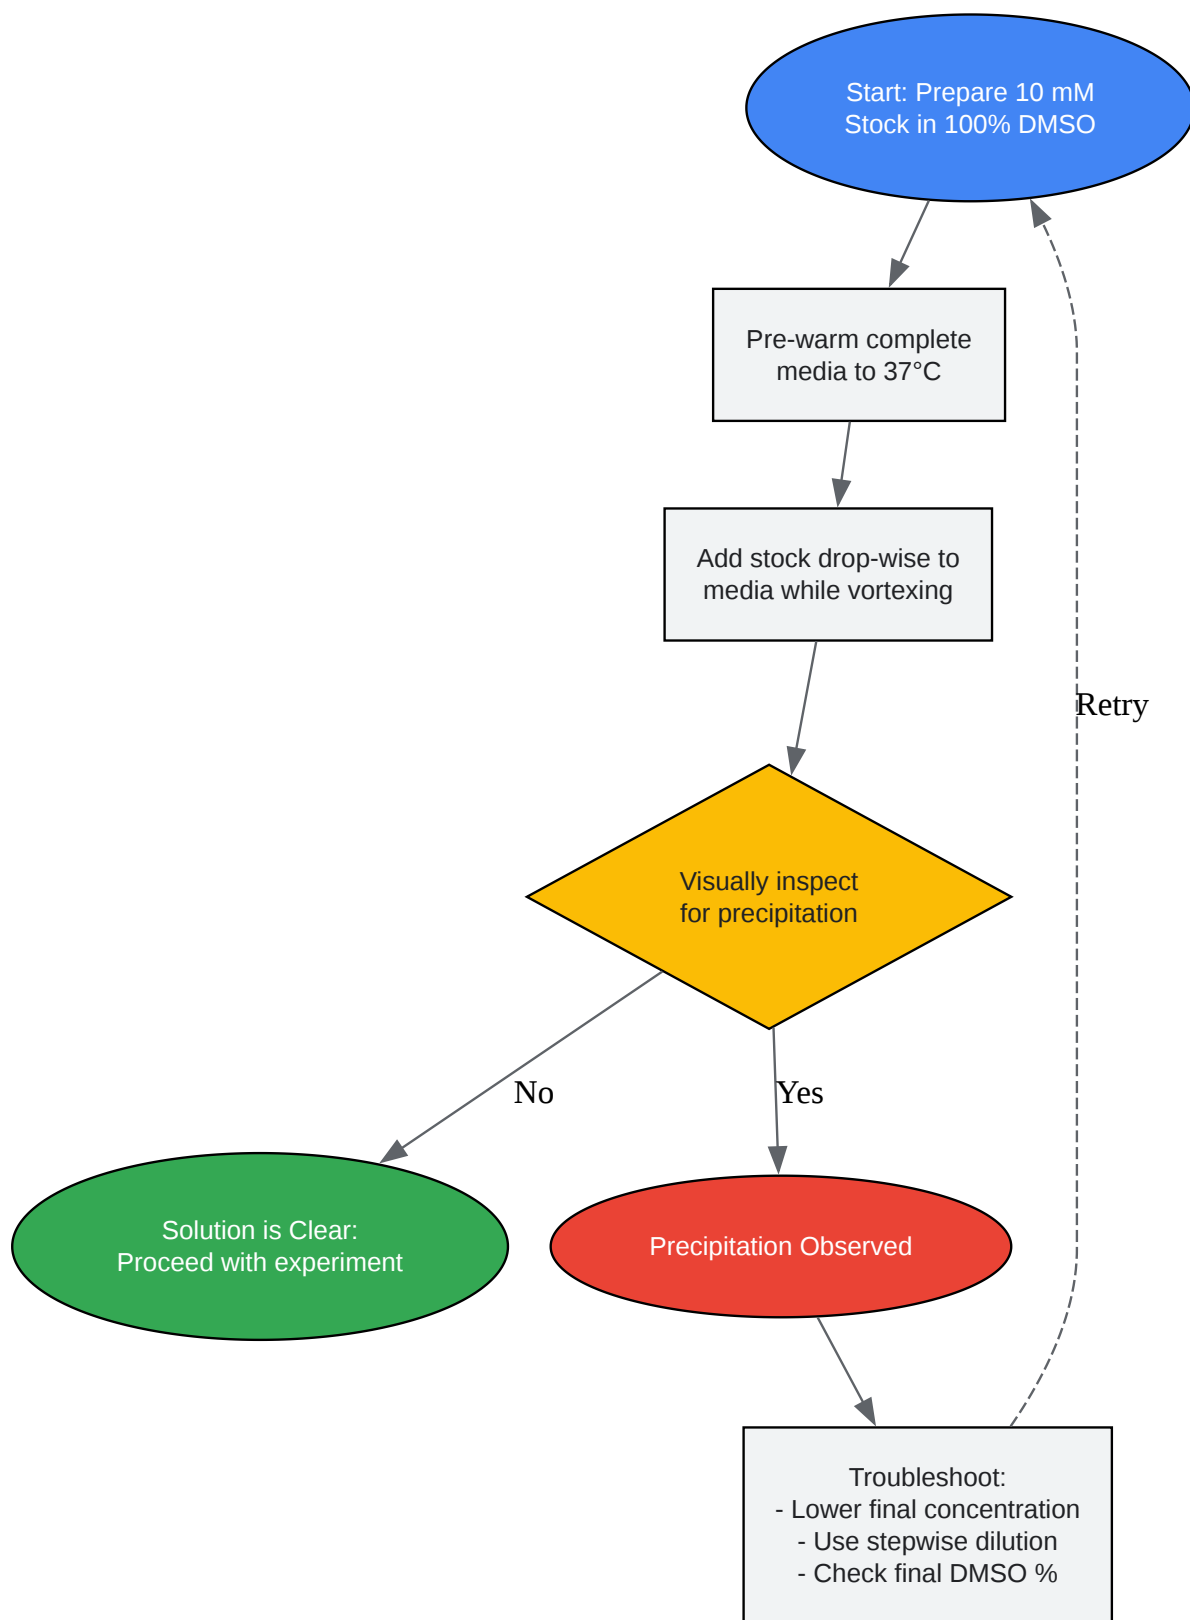 Start: Prepare 10 mM
Stock in 100% DMSO
Pre-warm complete
media to 37°C
Add stock drop-wise to
media while vortexing
Retry
Visually inspect
for precipitation
No
Yes
Solution is Clear:
Proceed with experiment
Precipitation Observed
Troubleshoot:
- Lower final concentration
- Use stepwise dilution
- Check final DMSO %